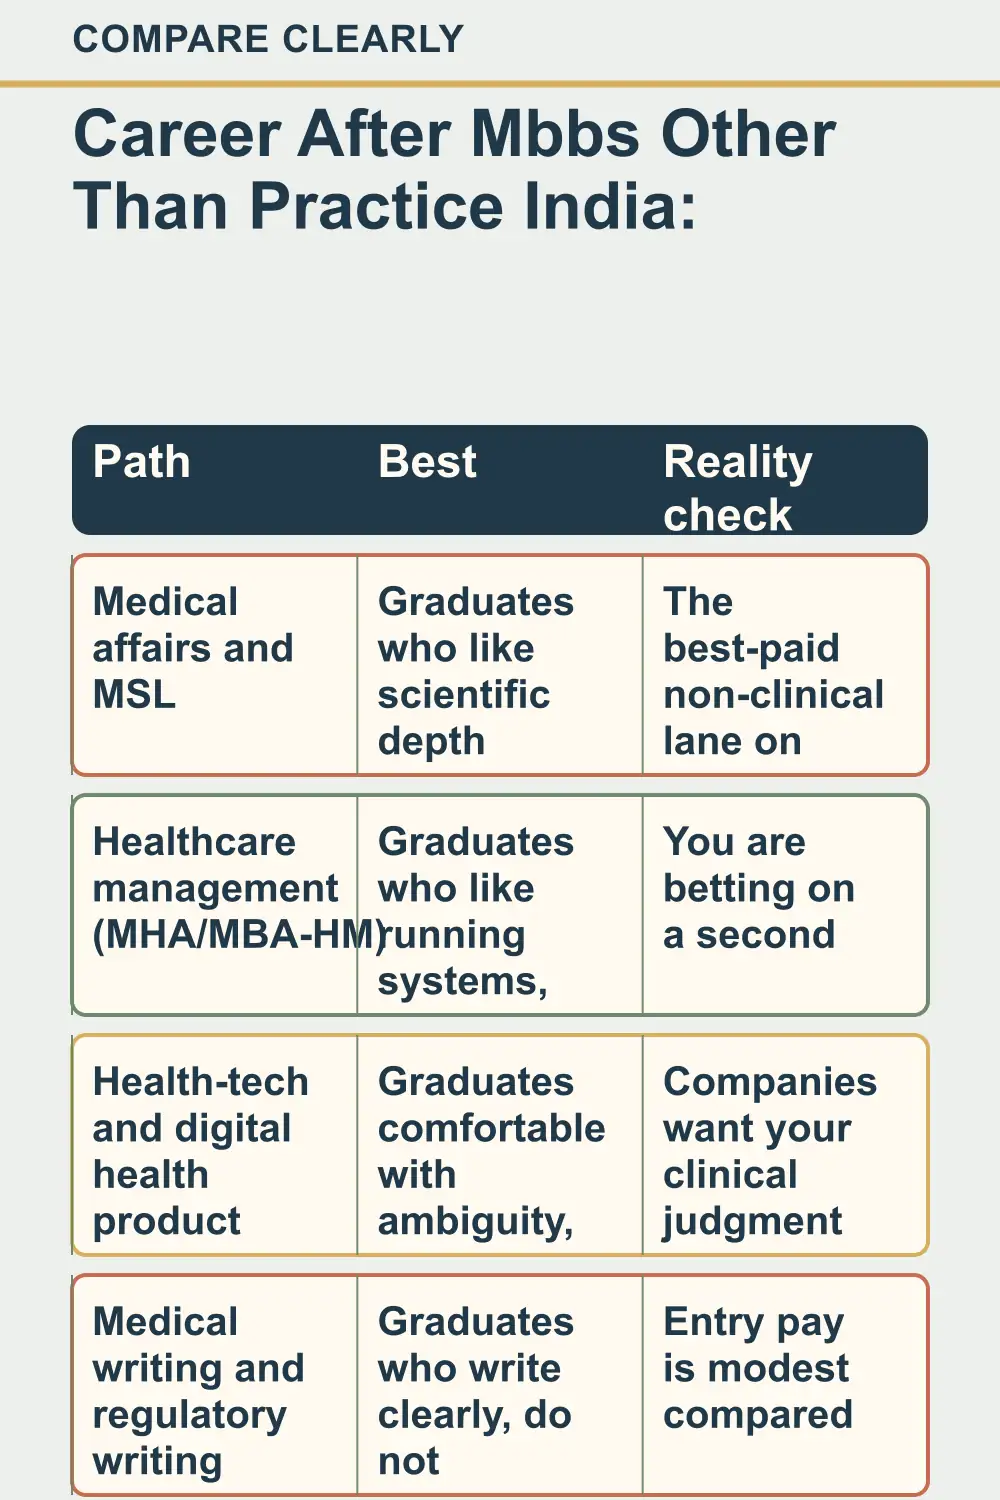 COMPARE CLEARLY
Career After Mbbs Other
Than Practice India:
Path
Best
Reality
check
Medical
affairs and
MSL
Graduates
who like
scientific
depth
The
best-paid
non-clinical
lane on
Healthcare
management
(MHA/MBA-HM)
Graduates
who like
running
systems,
You are
betting on
a second
Health-tech
and digital
health
product
Graduates
comfortable
with
ambiguity,
Companies
want your
clinical
judgment
Medical
writing and
regulatory
writing
Graduates
who write
clearly, do
not
Entry pay
is modest
compared